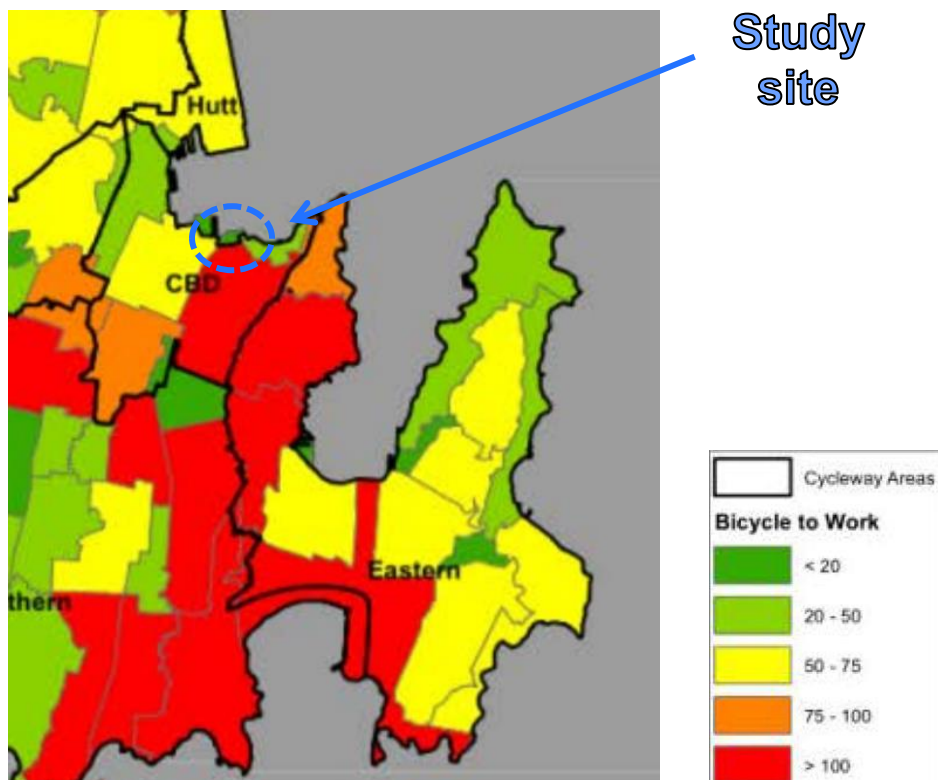 Study
site
Hutt
CBD
Eastern
thern
Cycleway Areas
Bicycle to Work
< 20
20 - 50
50 - 75
75 - 100
> 100